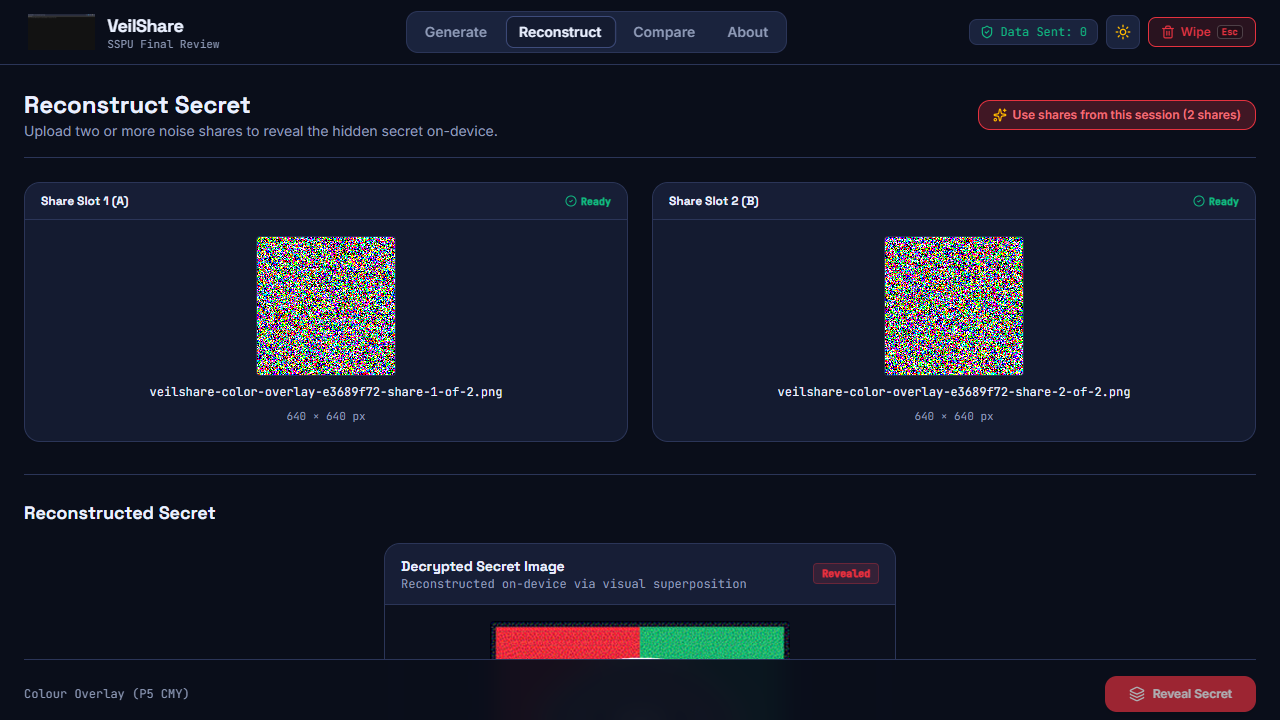 VeilShare
SSPU Final Review
Generate
Reconstruct
Compare
About
Data Sent: 0
Wipe Esc
Reconstruct Secret
Upload two or more noise shares to reveal the hidden secret on-device.
Use shares from this session (2 shares)
Share Slot 1 (A)
Ready
Share Slot 2 (B)
Ready
veilshare-color-overlay-e3689f72-share-1-of-2.png
640 × 640 px
veilshare-color-overlay-e3689f72-share-2-of-2.png
640 × 640 px
Reconstructed Secret
Decrypted Secret Image
Reconstructed on-device via visual superposition
Revealed
Colour Overlay (P5 CMY)
Reveal Secret